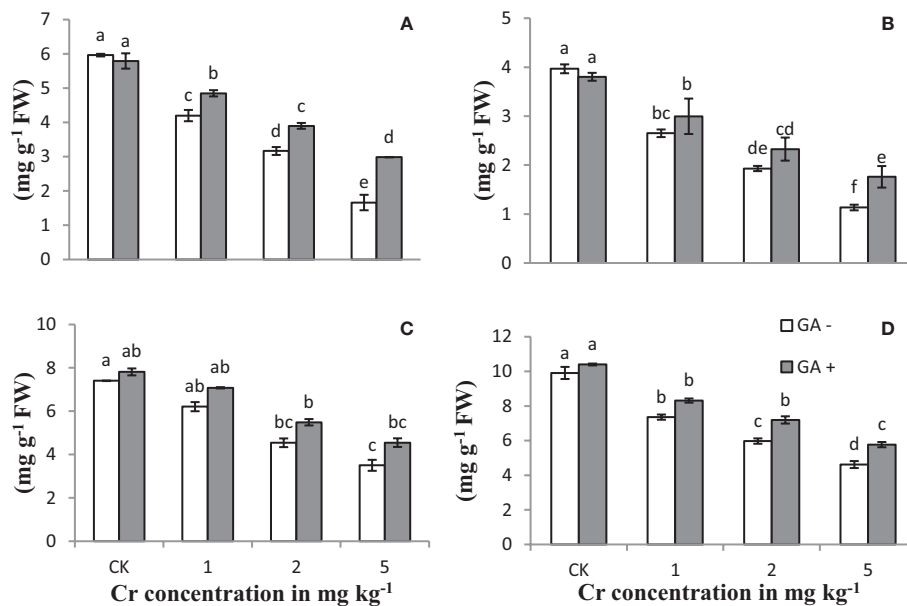 A
(mg g-1 FW)
7
6
5
4
3
2
1
0
a a
c b
d c
e d
B
(mg g-1 FW)
5
4
3
2
1
0
a a
bc b
de cd
f e
C
(mg g-1 FW)
10
8
6
4
2
0
a ab
ab ab
bc b
c bc
CK 1 2 5
Cr concentration in mg kg-1
D
GA -
GA +
(mg g-1 FW)
12
10
8
6
4
2
0
a a
b b
c b
d c
CK 1 2 5
Cr concentration in mg kg-1